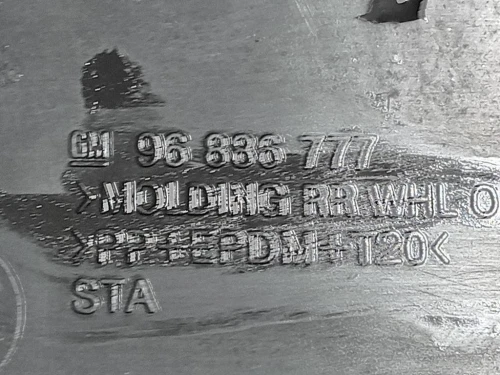 GM 96 836 777
>MOLDING RR WHL O
>PP+EPDM-T20<
STA